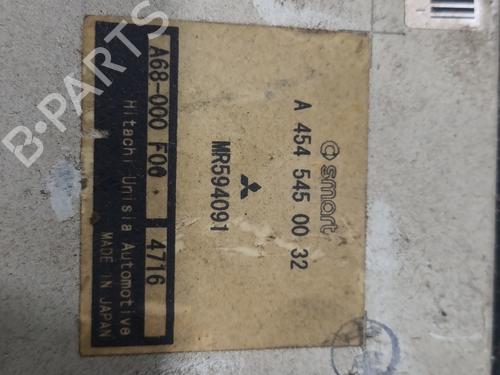 smart
A 454 545 00 32
MR594091
A68-000 F00 4716
Hitachi Unisia Automotive
MADE IN JAPAN
B-PARTS